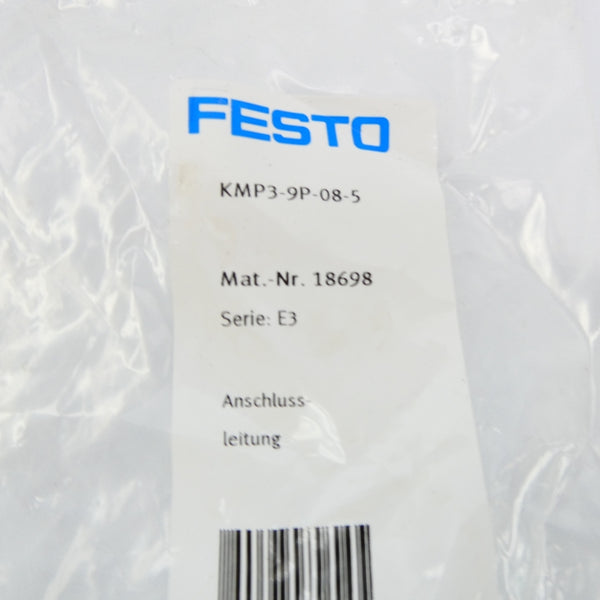 FESTO
KMP3-9P-08-5
Mat.-Nr. 18698
Serie: E3
Anschluss-
leitung